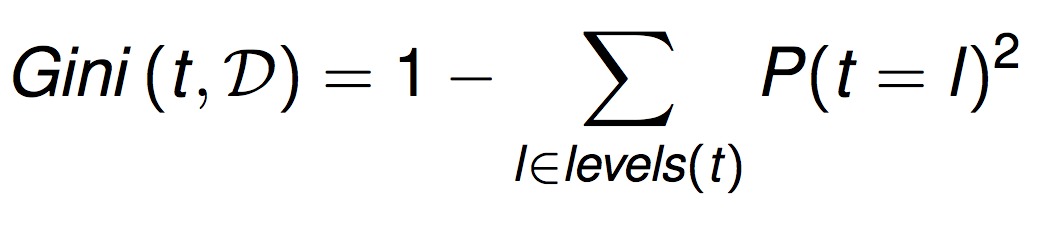 Gini (t, 𝒟) = 1 − ∑ P(t = l)²
l∈levels(t)